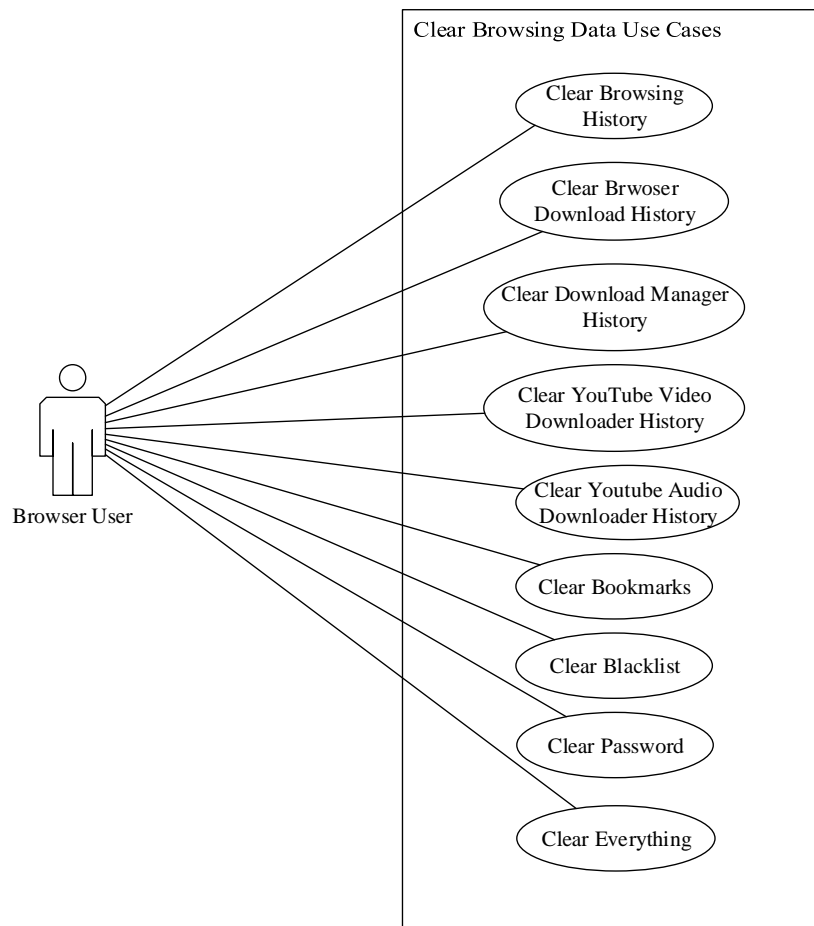 Clear Browsing Data Use Cases
Clear Browsing
History
Clear Brwoser
Download History
Clear Download Manager
History
Clear YouTube Video
Downloader History
Clear Youtube Audio
Downloader History
Browser User
Clear Bookmarks
Clear Blacklist
Clear Password
Clear Everything